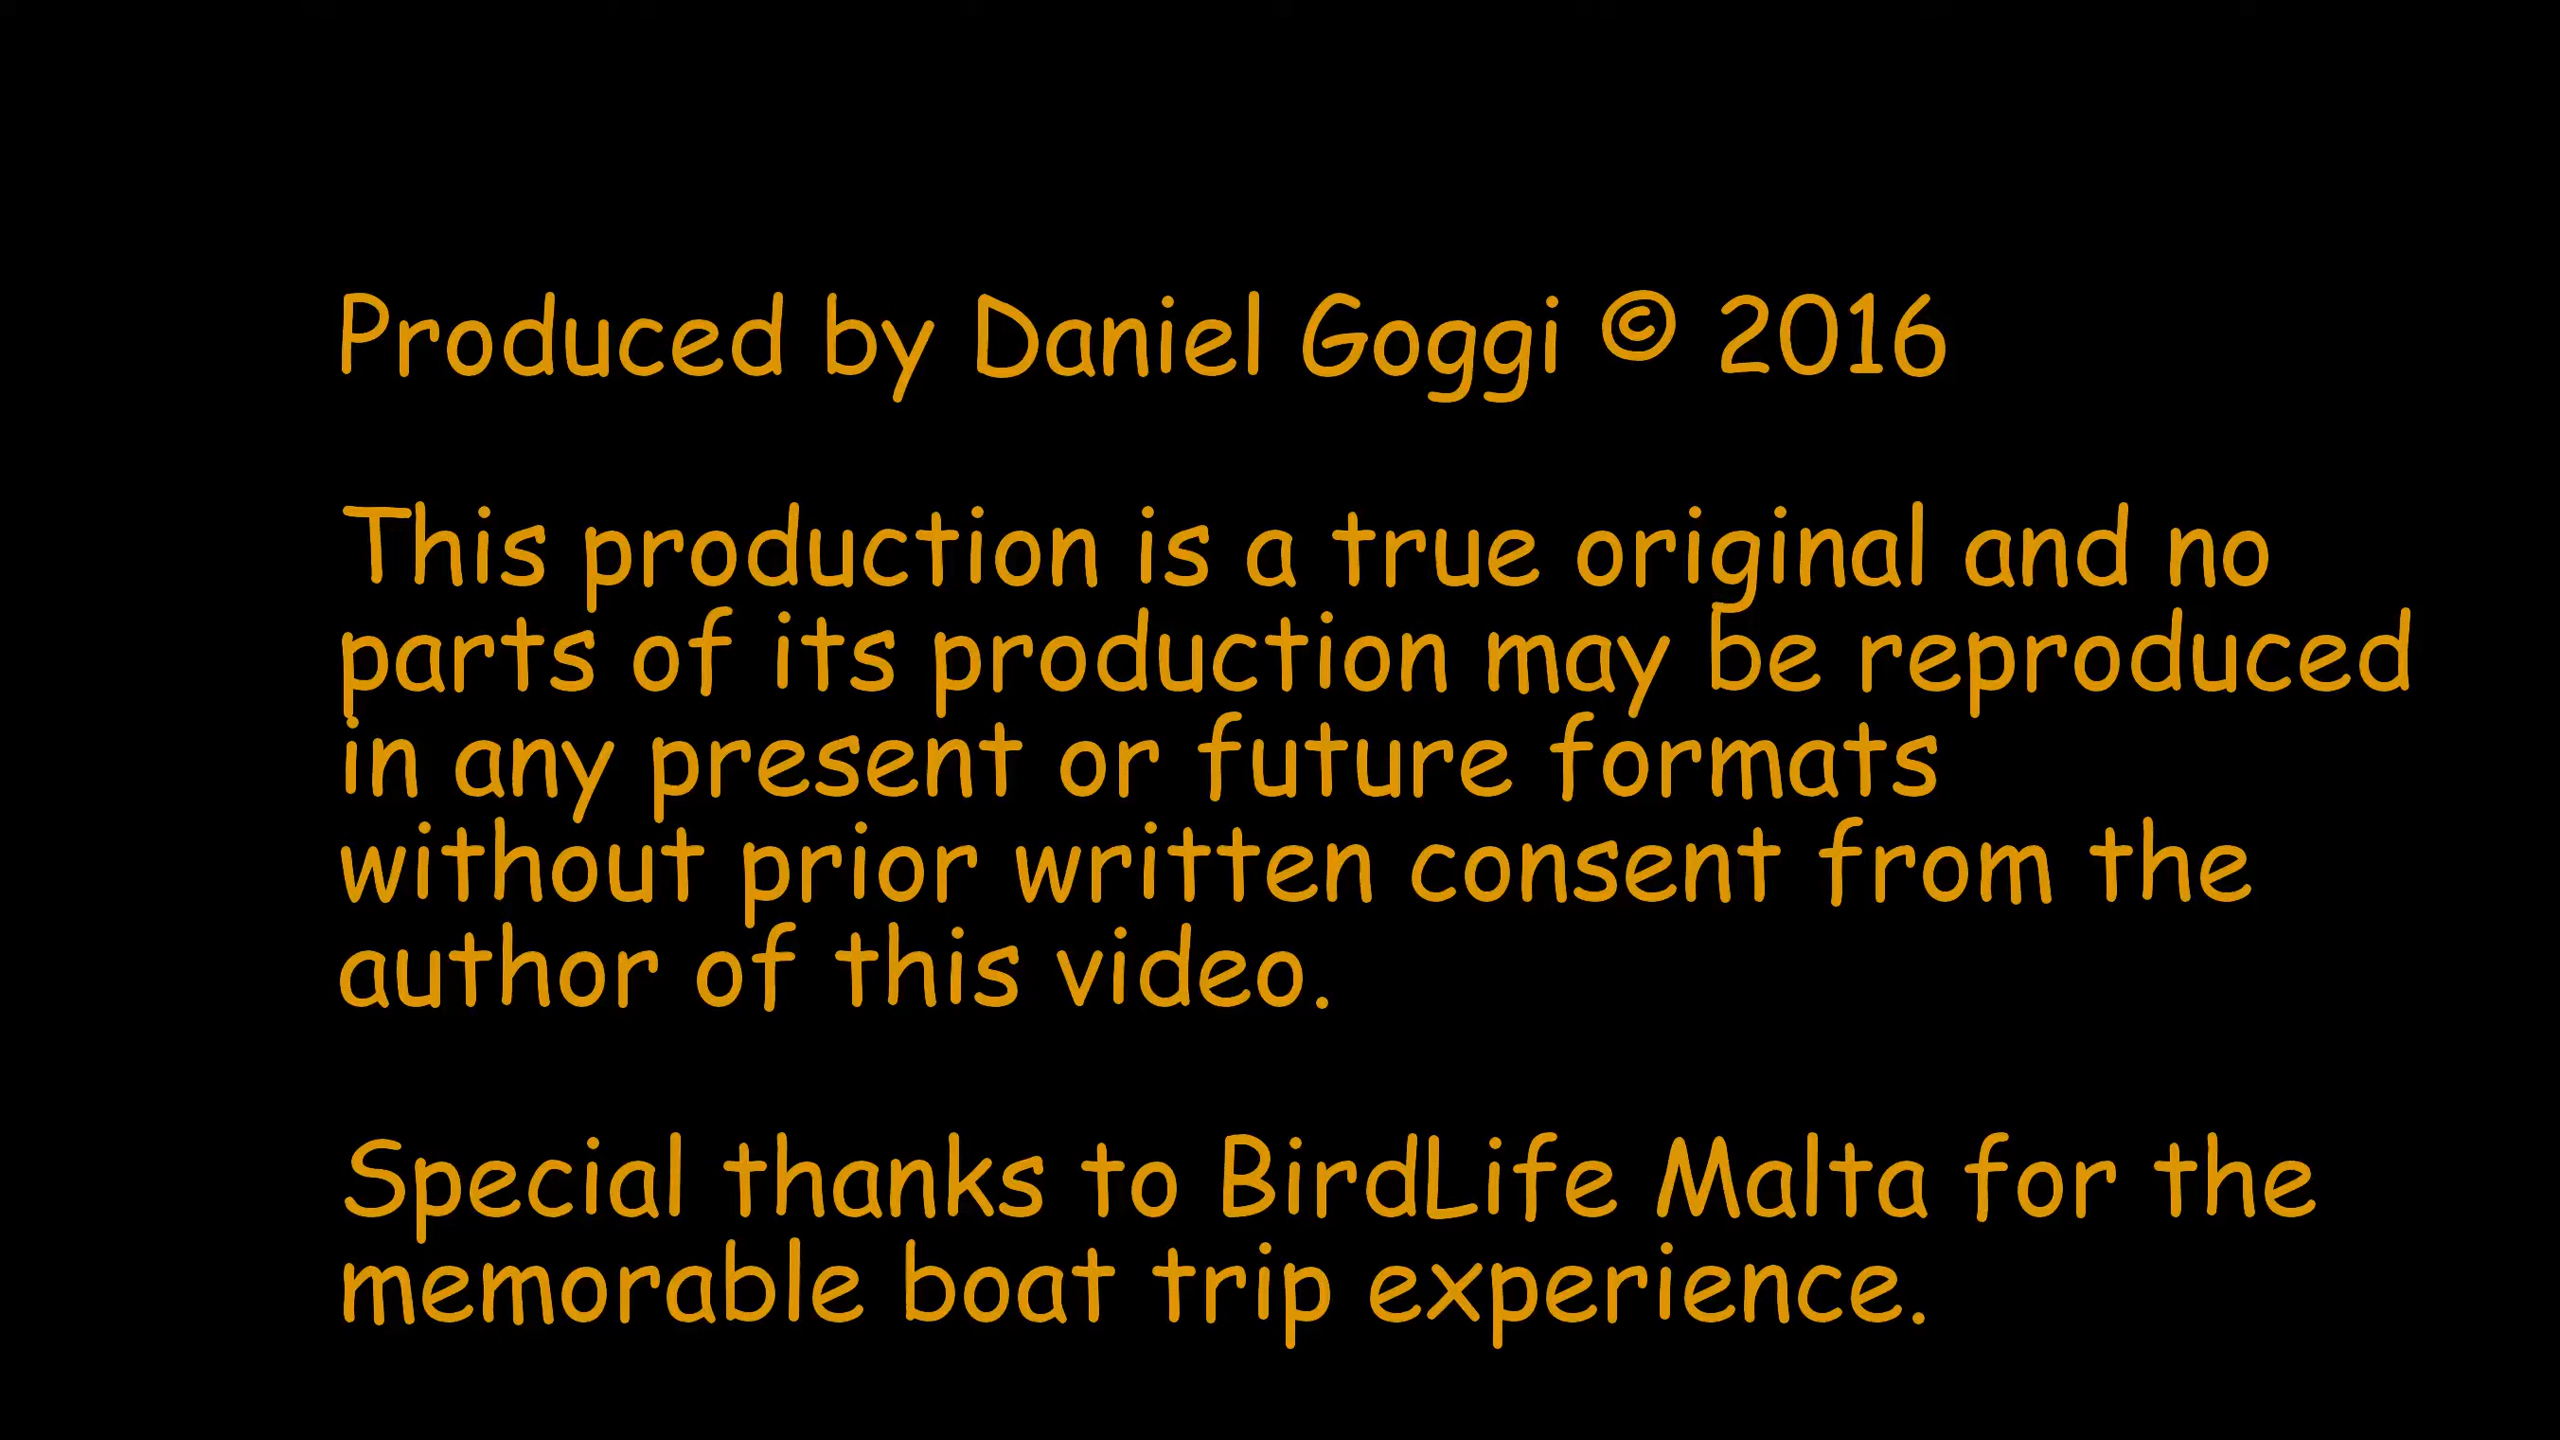 Produced by Daniel Goggi © 2016
This production is a true original and no
parts of its production may be reproduced
in any present or future formats
without prior written consent from the
author of this video.
Special thanks to BirdLife Malta for the
memorable boat trip experience.